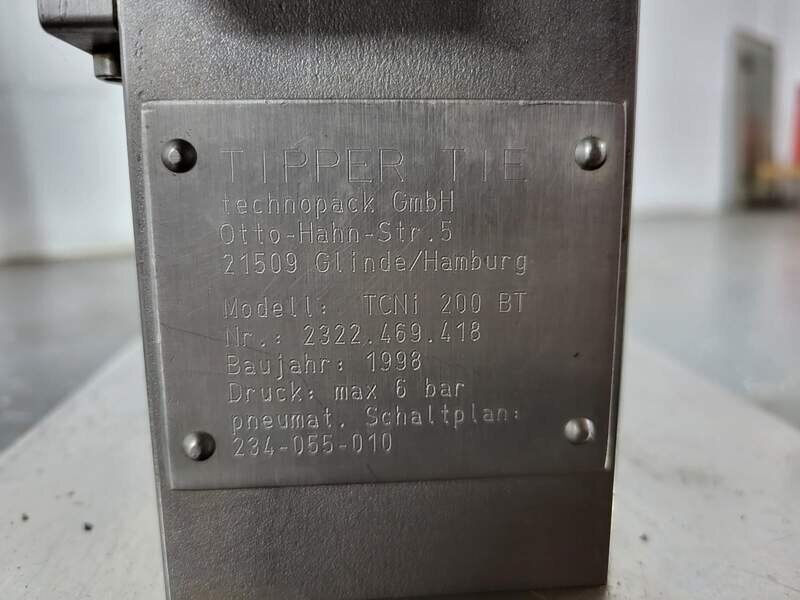 TIPPER TIE
technopack GmbH
Otto-Hahn-Str.5
21509 Glinde/Hamburg
Modell: TCNi 200 BT
Nr.: 2322.469.418
Baujahr: 1998
Druck: max 6 bar
pneumat. Schaltplan:
234-055-010